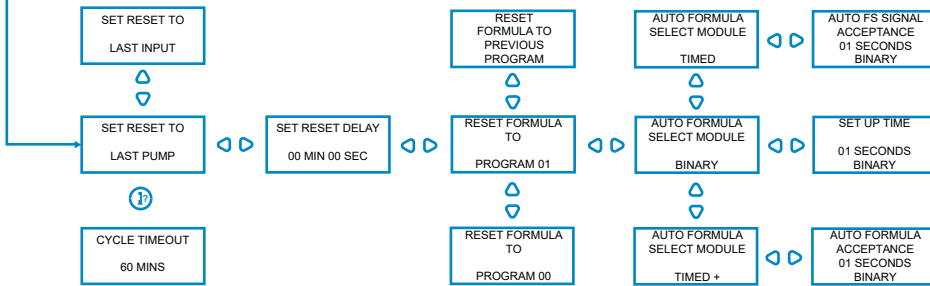 SET RESET TO
LAST INPUT
RESET
FORMULA TO
PREVIOUS
PROGRAM
AUTO FORMULA
SELECT MODULE
TIMED
AUTO FS SIGNAL
ACCEPTANCE
01 SECONDS
BINARY
SET RESET TO
LAST PUMP
SET RESET DELAY
00 MIN 00 SEC
RESET FORMULA
TO
PROGRAM 01
AUTO FORMULA
SELECT MODULE
BINARY
SET UP TIME
01 SECONDS
BINARY
CYCLE TIMEOUT
60 MINS
RESET FORMULA
TO
PROGRAM 00
AUTO FORMULA
SELECT MODULE
TIMED +
AUTO FORMULA
ACCEPTANCE
01 SECONDS
BINARY